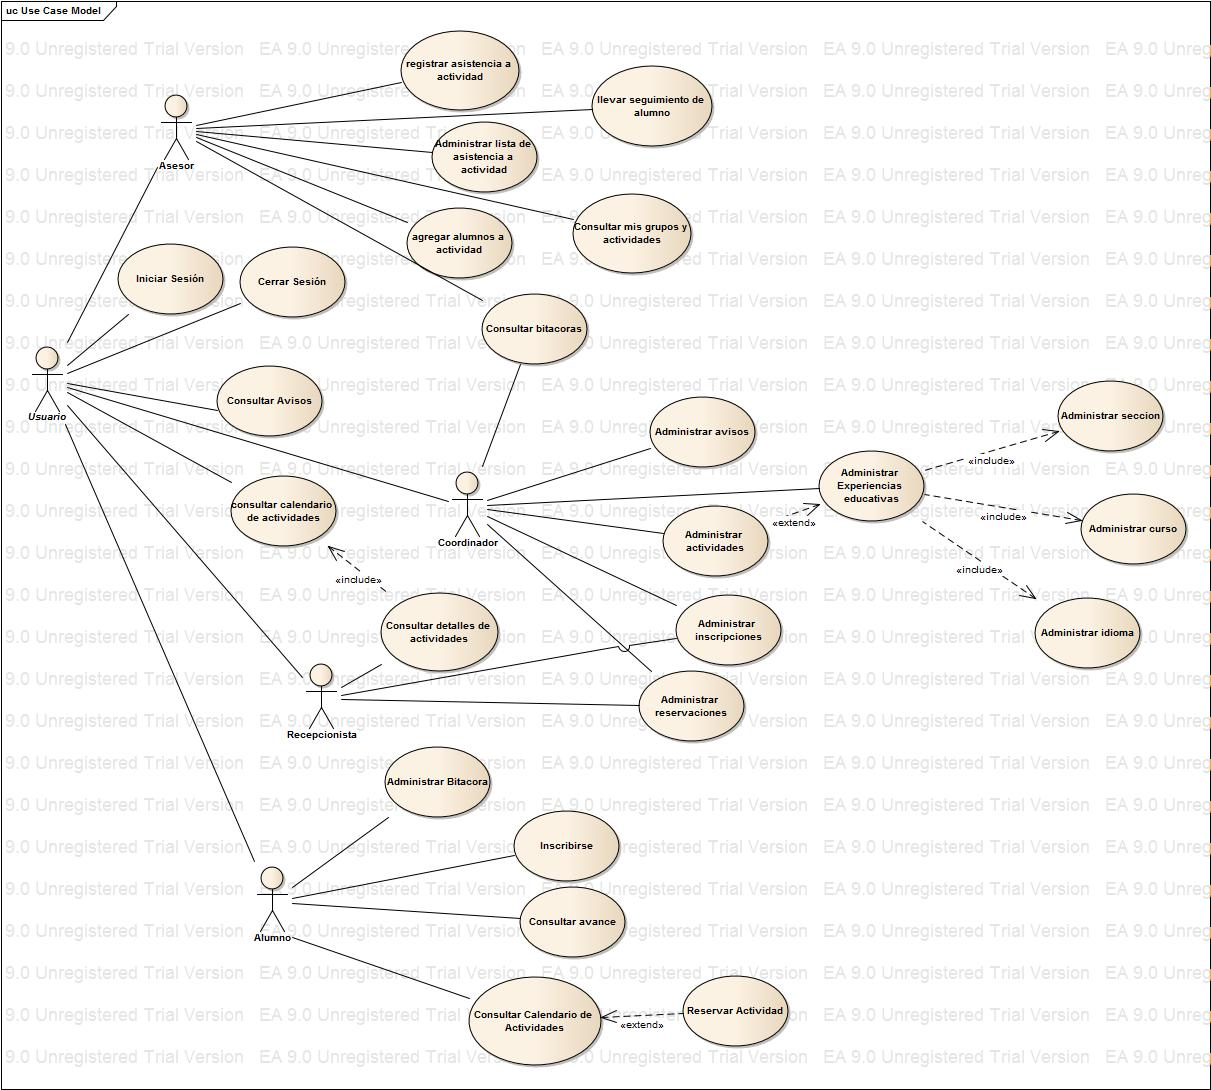 uc Use Case Model
registrar asistencia a
actividad
llevar seguimiento de
alumno
Asesor
Administrar lista de
asistencia a
actividad
agregar alumnos a
actividad
Consultar mis grupos y
actividades
Iniciar Sesión
Cerrar Sesión
Consultar bitacoras
Usuario
Consultar Avisos
Administrar avisos
Administrar seccion
Administrar
Experiencias
educativas
«include»
consultar calendario
de actividades
Coordinador
Administrar
actividades
«extend»
«include»
Administrar curso
«include»
«include»
Consultar detalles de
actividades
Administrar
inscripciones
Administrar idioma
Recepcionista
Administrar
reservaciones
Administrar Bitacora
Inscribirse
Consultar avance
Alumno
Consultar Calendario de
Actividades
«extend»
Reservar Actividad
EA 9.0 Unregistered Trial Version